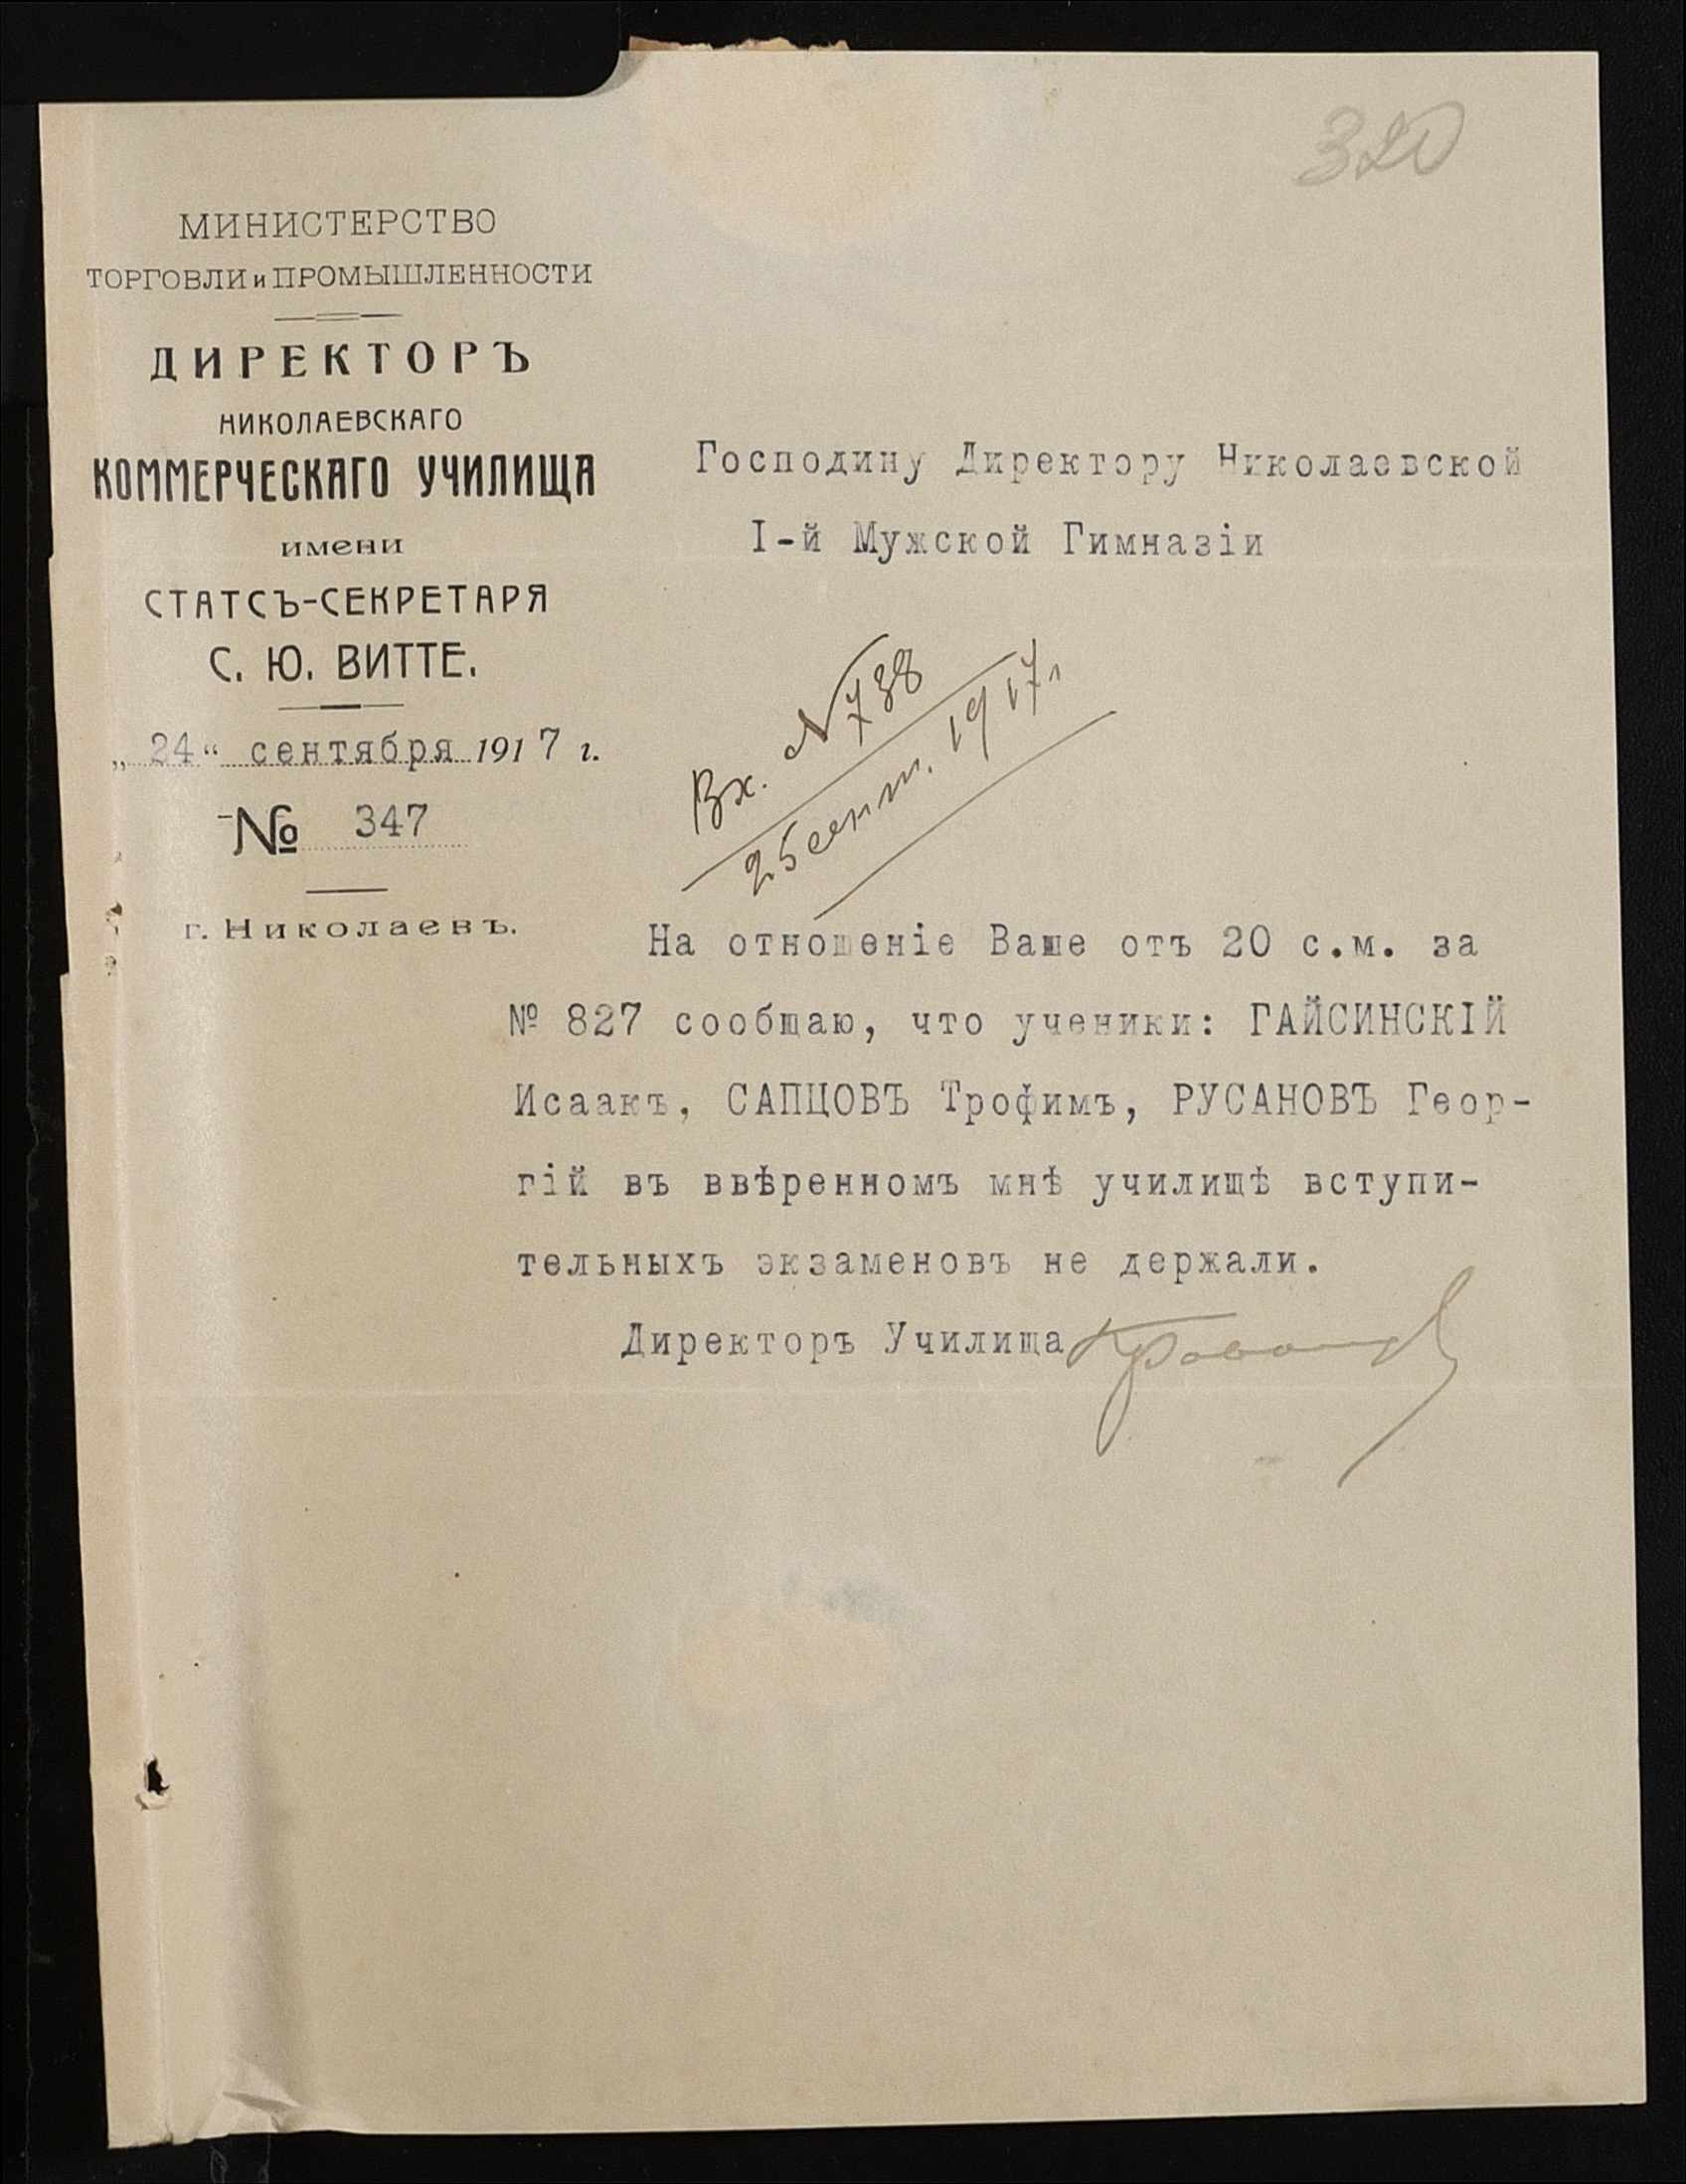 320
МИНИСТЕРСТВО
ТОРГОВЛИ и ПРОМЫШЛЕННОСТИ
ДИРЕКТОРЪ
НИКОЛАЕВСКАГО
КОММЕРЧЕСКАГО УЧИЛИЩА
имени
СТАТСЪ-СЕКРЕТАРЯ
С. Ю. ВИТТЕ.
„24“ сентября 1917 г.
№ 347
г. Николаевъ.
Господину Директору Николаевской
I-й Мужской Гимназіи
Вх. N 738
25 сент. 1917 г.
На отношеніе Ваше отъ 20 с.м. за
№ 827 сообщаю, что ученики: ГАЙСИНСКІЙ
Исаакъ, САПЦОВЪ Трофимъ, РУСАНОВЪ Геор-
гій въ ввѣренномъ мнѣ училищѣ вступи-
тельныхъ экзаменовъ не держали.
Директоръ Училища